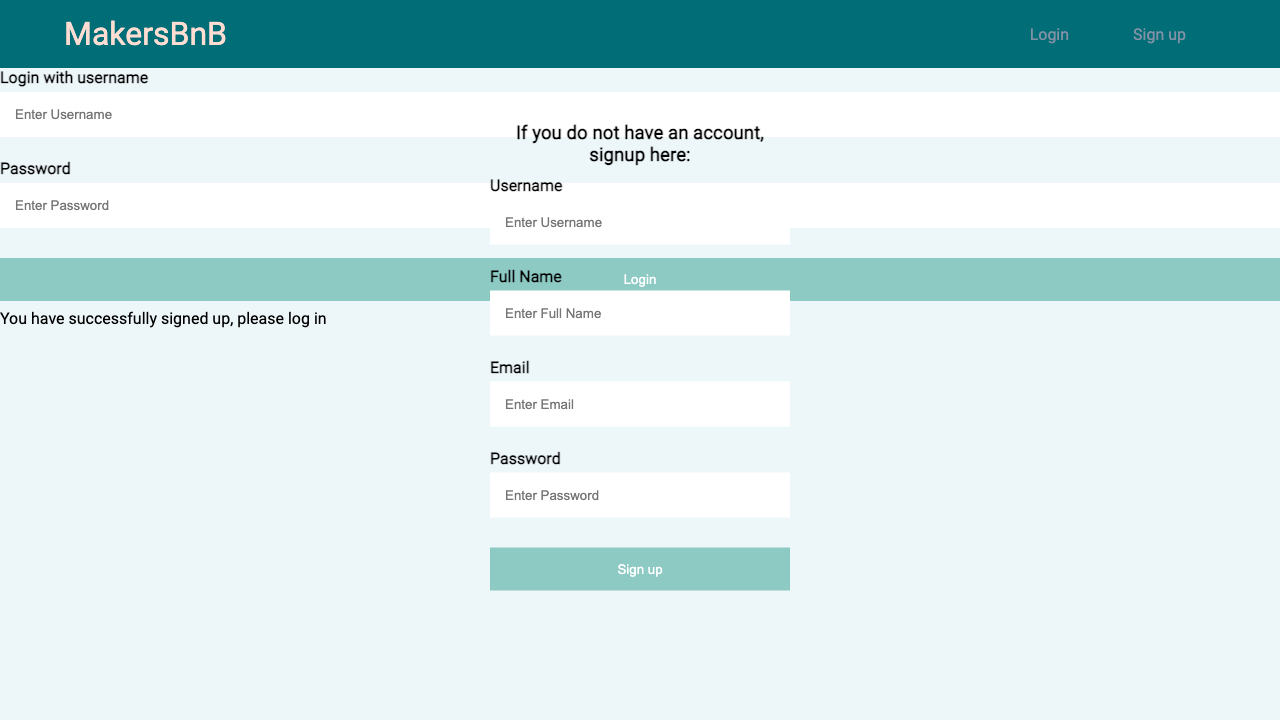 MakersBnB
Login
Sign up
Login with username
Enter Username
Password
Enter Password
Login
You have successfully signed up, please log in
If you do not have an account,
signup here:
Username
Enter Username
Full Name
Enter Full Name
Email
Enter Email
Password
Enter Password
Sign up